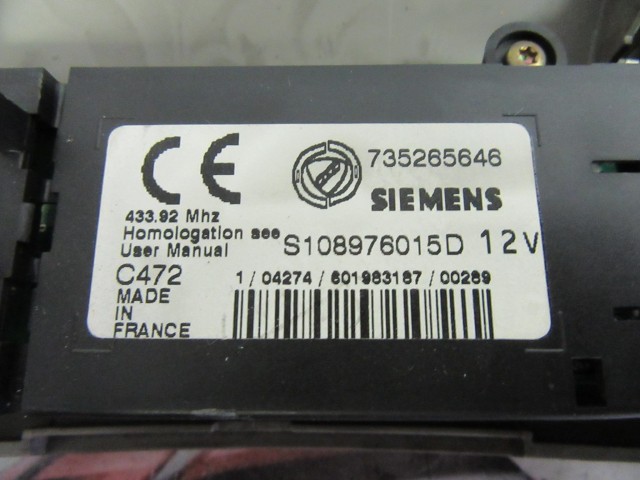 CE
735265646
SIEMENS
433.92 Mhz
Homologation see
User Manual
S108976015D 12V
C472
1/04274/601983187/00289
MADE
IN
FRANCE